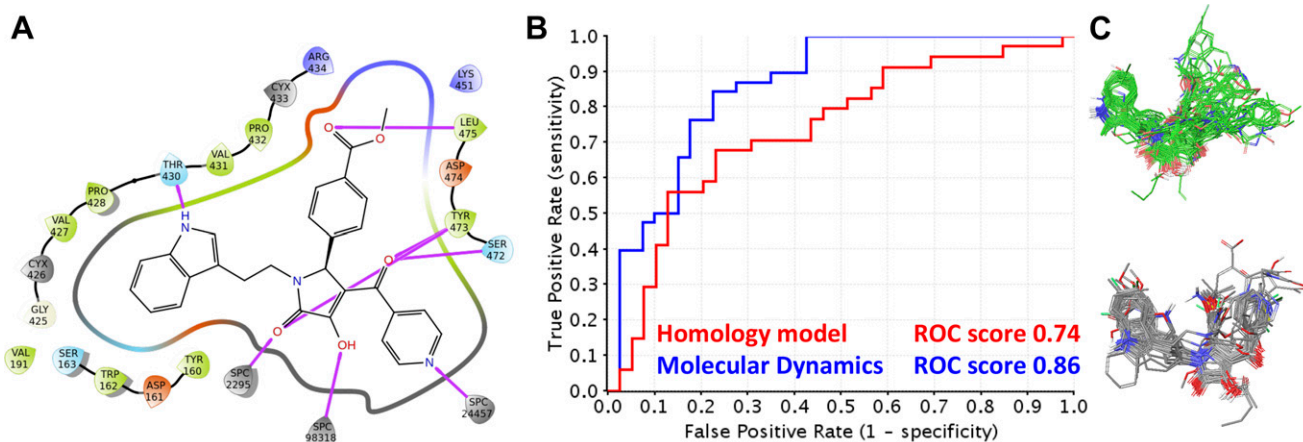 A
B
C
ARG
434
CYX
433
LYS
451
PRO
432
LEU
475
VAL
431
THR
430
ASP
474
PRO
428
TYR
473
VAL
427
SER
472
CYX
426
GLY
425
VAL
191
SER
163
TRP
162
ASP
161
TYR
160
SPC
2295
SPC
98318
SPC
24457
O
O
H
N
N
O
O
OH
N
True Positive Rate (sensitivity)
1.0
0.9
0.8
0.7
0.6
0.5
0.4
0.3
0.2
0.1
0.0
Homology model ROC score 0.74
Molecular Dynamics ROC score 0.86
0.0 0.1 0.2 0.3 0.4 0.5 0.6 0.7 0.8 0.9 1.0
False Positive Rate (1 - specificity)